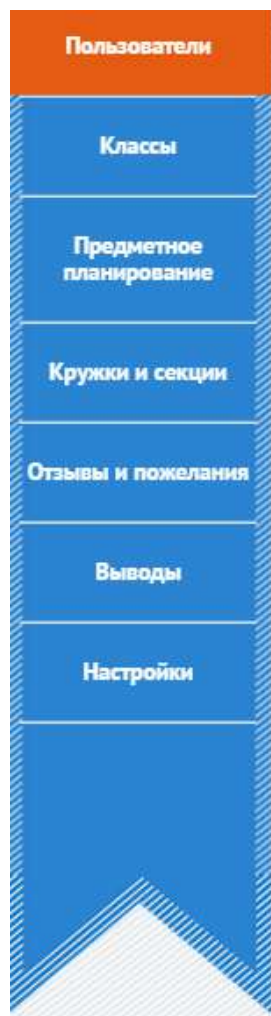 Пользователи
Классы
Предметное
планирование
Кружки и секции
Отзывы и пожелания
Выводы
Настройки